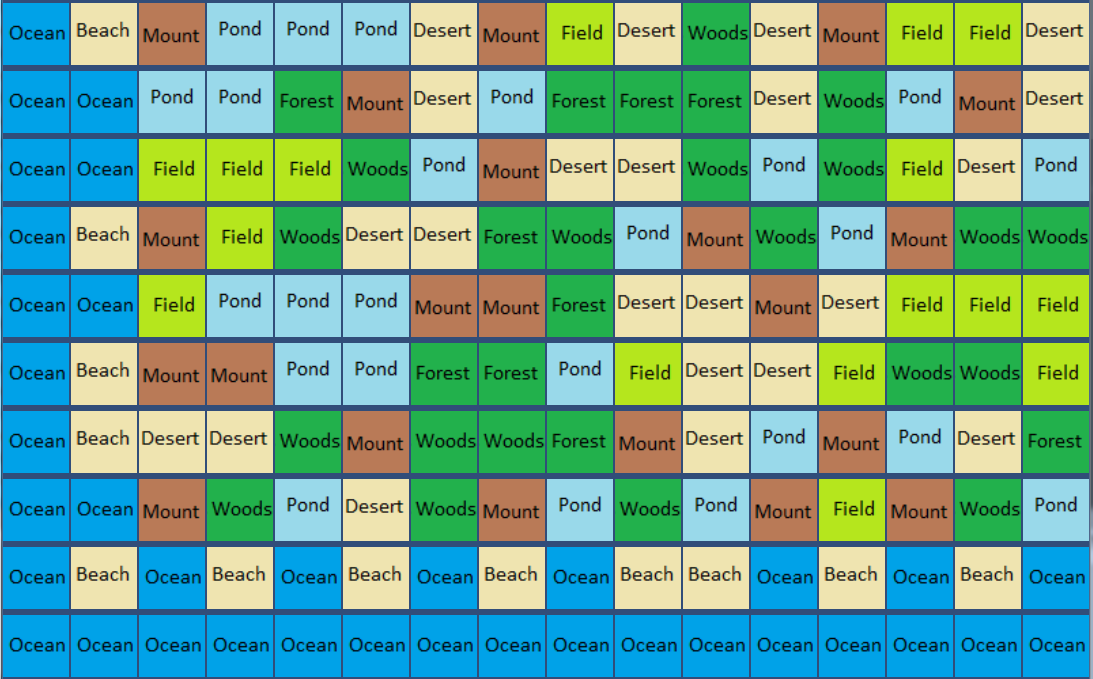 Ocean Beach Mount Pond Pond Pond Desert Mount Field Desert Woods Desert Mount Field Field Desert
Ocean Ocean Pond Pond Forest Mount Desert Pond Forest Forest Forest Desert Woods Pond Mount Desert
Ocean Ocean Field Field Field Woods Pond Mount Desert Desert Woods Pond Woods Field Desert Pond
Ocean Beach Mount Field Woods Desert Desert Forest Woods Pond Mount Woods Pond Mount Woods Woods
Ocean Ocean Field Pond Pond Pond Mount Mount Forest Desert Desert Mount Desert Field Field Field
Ocean Beach Mount Mount Pond Pond Forest Forest Pond Field Desert Desert Field Woods Woods Field
Ocean Beach Desert Desert Woods Mount Woods Woods Forest Mount Desert Pond Mount Pond Desert Forest
Ocean Ocean Mount Woods Pond Desert Woods Mount Pond Woods Pond Mount Field Mount Woods Pond
Ocean Beach Ocean Beach Ocean Beach Ocean Beach Ocean Beach Beach Ocean Beach Ocean Beach Ocean
Ocean Ocean Ocean Ocean Ocean Ocean Ocean Ocean Ocean Ocean Ocean Ocean Ocean Ocean Ocean Ocean